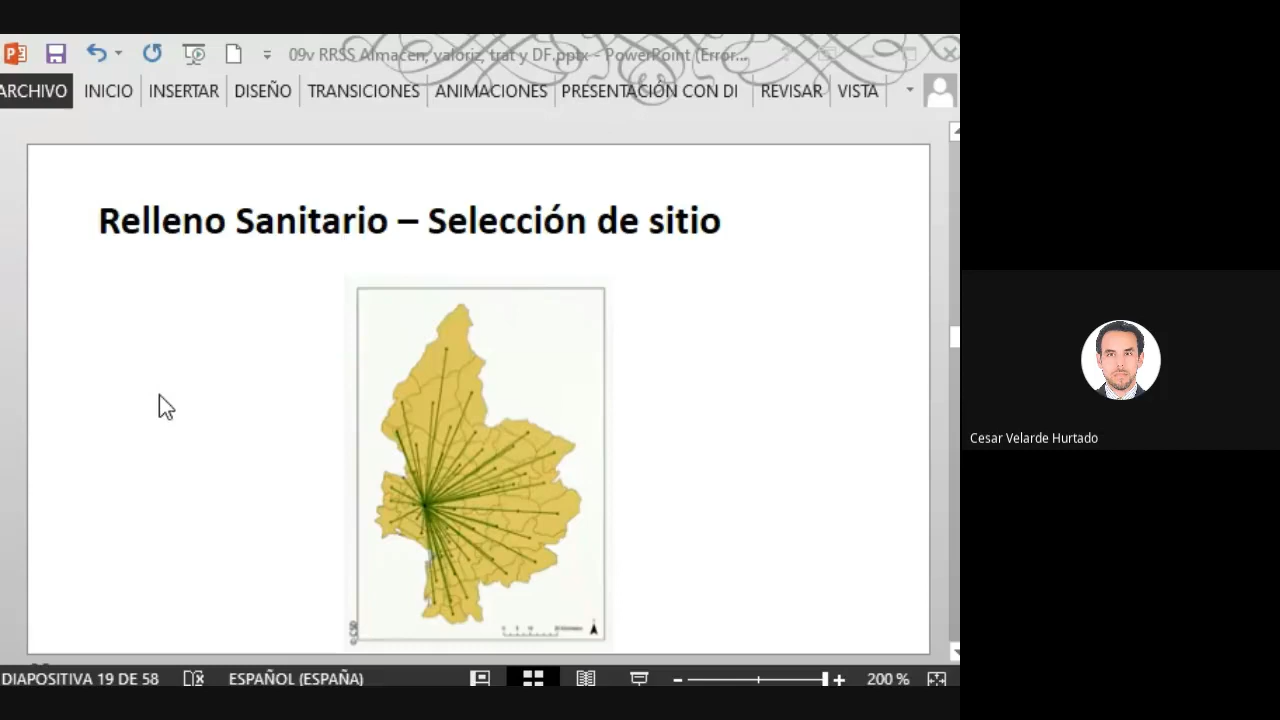 09v RRSS Almacen, valoriz, trat y DF.pptx - PowerPoint (Error...
ARCHIVO INICIO INSERTAR DISEÑO TRANSICIONES ANIMACIONES PRESENTACIÓN CON DI REVISAR VISTA
Relleno Sanitario – Selección de sitio
Cesar Velarde Hurtado
DIAPOSITIVA 19 DE 58 ESPAÑOL (ESPAÑA) 200 %